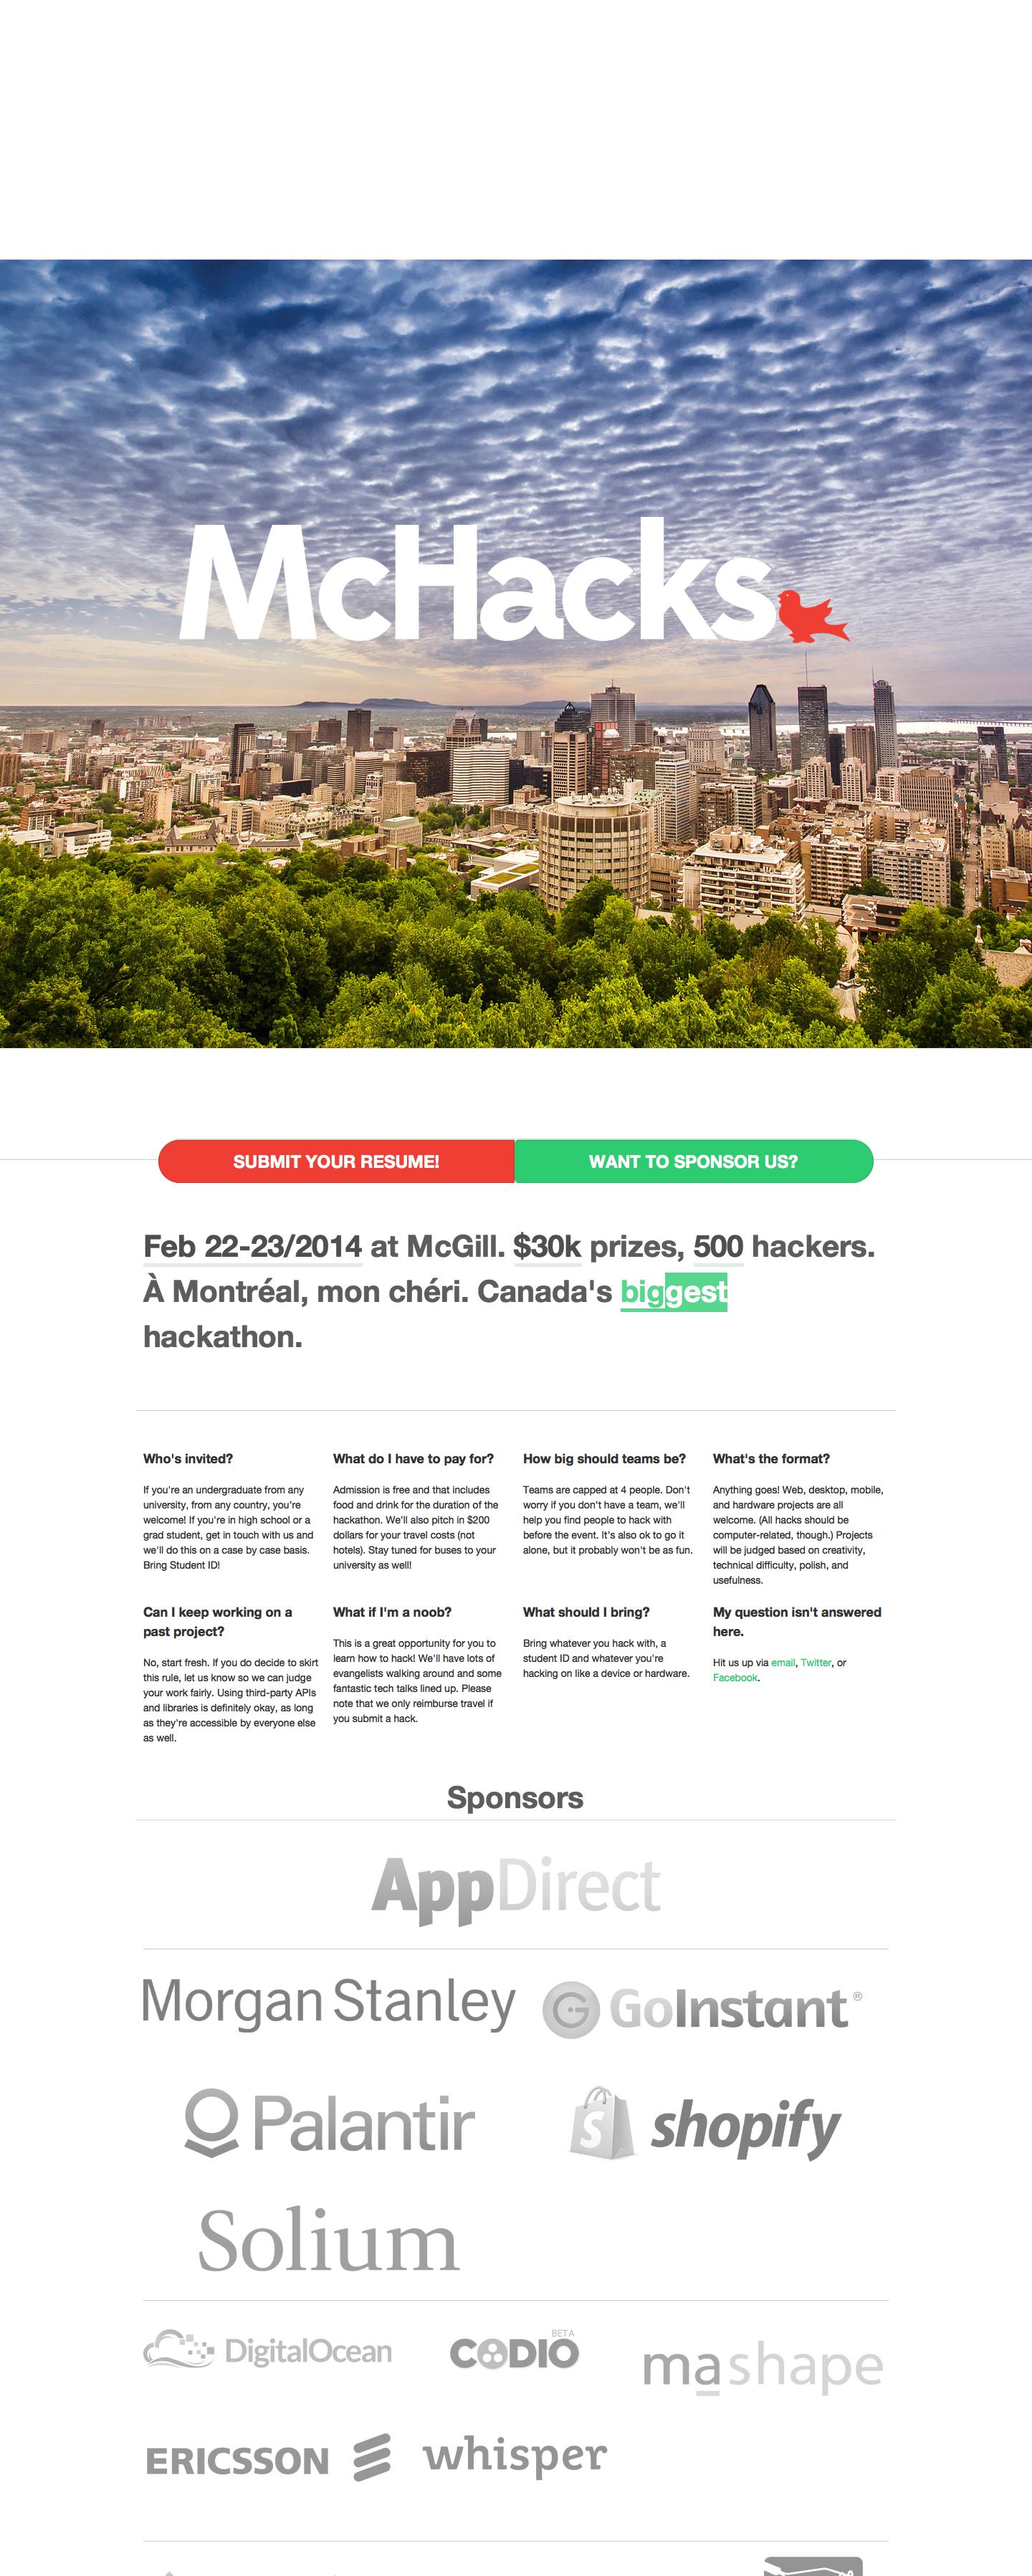 McHacks
SUBMIT YOUR RESUME!
WANT TO SPONSOR US?
Feb 22-23/2014 at McGill. $30k prizes, 500 hackers.
À Montréal, mon chéri. Canada's biggest
hackathon.
Who's invited?
If you're an undergraduate from any
university, from any country, you're
welcome! If you're in high school or a
grad student, get in touch with us and
we'll do this on a case by case basis.
Bring Student ID!
What do I have to pay for?
Admission is free and that includes
food and drink for the duration of the
hackathon. We'll also pitch in $200
dollars for your travel costs (not
hotels). Stay tuned for buses to your
university as well!
How big should teams be?
Teams are capped at 4 people. Don't
worry if you don't have a team, we'll
help you find people to hack with
before the event. It's also ok to go it
alone, but it probably won't be as fun.
What's the format?
Anything goes! Web, desktop, mobile,
and hardware projects are all
welcome. (All hacks should be
computer-related, though.) Projects
will be judged based on creativity,
technical difficulty, polish, and
usefulness.
Can I keep working on a
past project?
No, start fresh. If you do decide to skirt
this rule, let us know so we can judge
your work fairly. Using third-party APIs
and libraries is definitely okay, as long
as they're accessible by everyone else
as well.
What if I'm a noob?
This is a great opportunity for you to
learn how to hack! We'll have lots of
evangelists walking around and some
fantastic tech talks lined up. Please
note that we only reimburse travel if
you submit a hack.
What should I bring?
Bring whatever you hack with, a
student ID and whatever you're
hacking on like a device or hardware.
My question isn't answered
here.
Hit us up via email, Twitter, or
Facebook.
Sponsors
AppDirect
Morgan Stanley
GoInstant ®
Palantir
shopify
Solium
DigitalOcean
CODIO BETA
mashape
ERICSSON
whisper